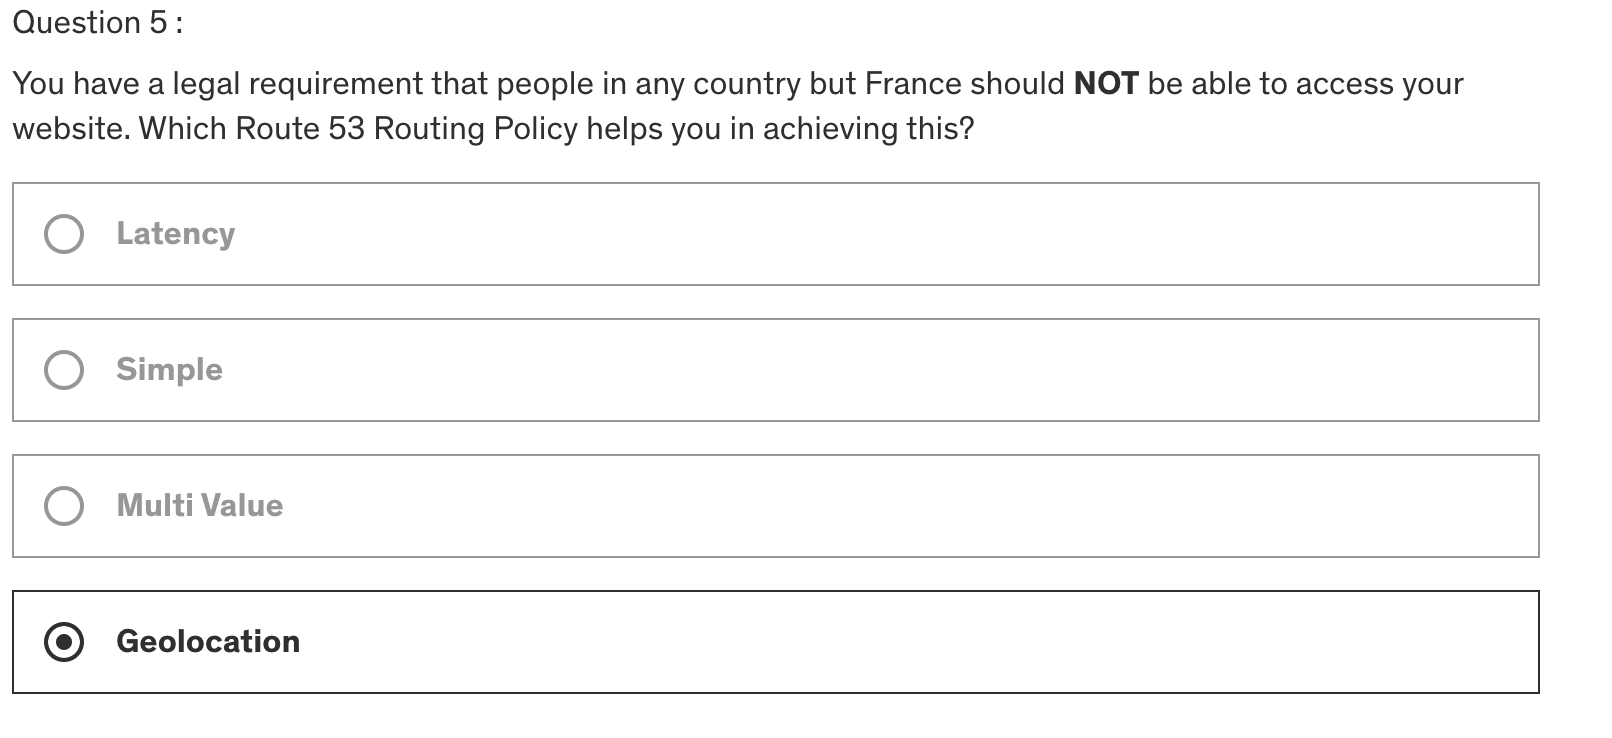 Question 5 :
You have a legal requirement that people in any country but France should NOT be able to access your
website. Which Route 53 Routing Policy helps you in achieving this?
Latency
Simple
Multi Value
Geolocation